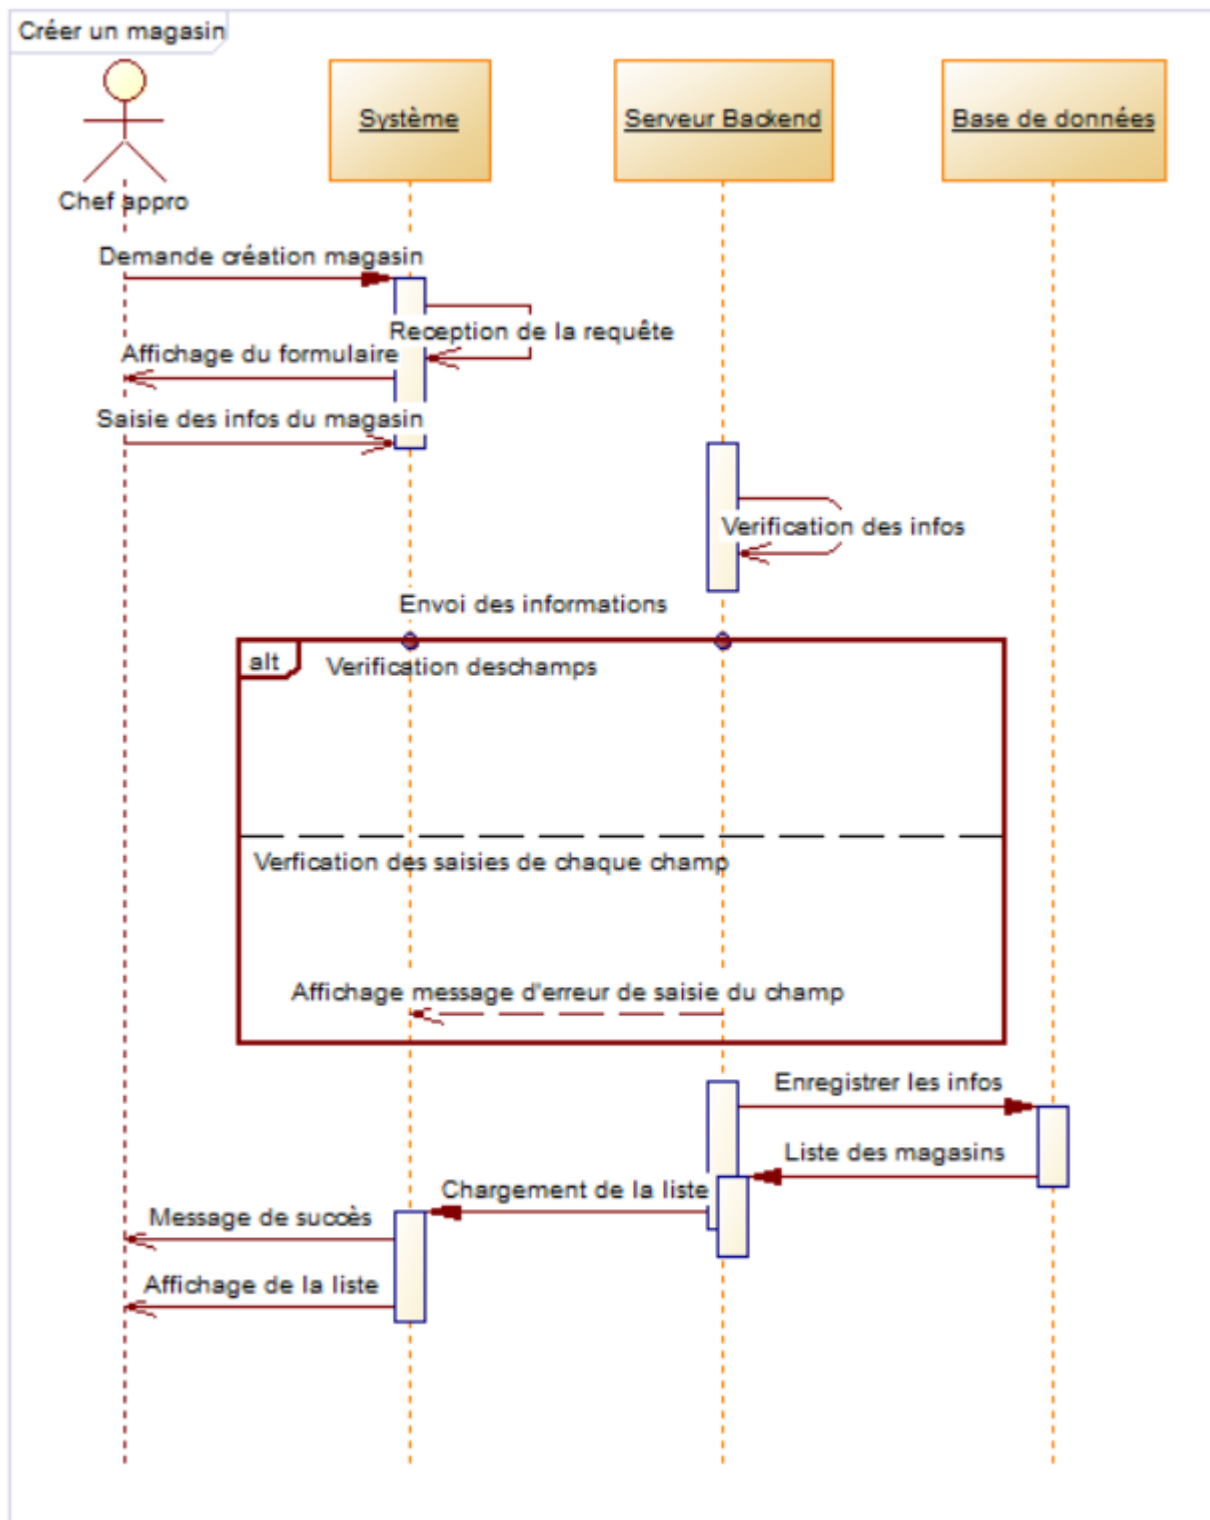 Créer un magasin
Système
Serveur Backend
Base de données
Chef appro
Demande création magasin
Reception de la requête
Affichage du formulaire
Saisie des infos du magasin
Verification des infos
Envoi des informations
alt
Verification deschamps
Verfication des saisies de chaque champ
Affichage message d'erreur de saisie du champ
Enregistrer les infos
Liste des magasins
Chargement de la liste
Message de succès
Affichage de la liste